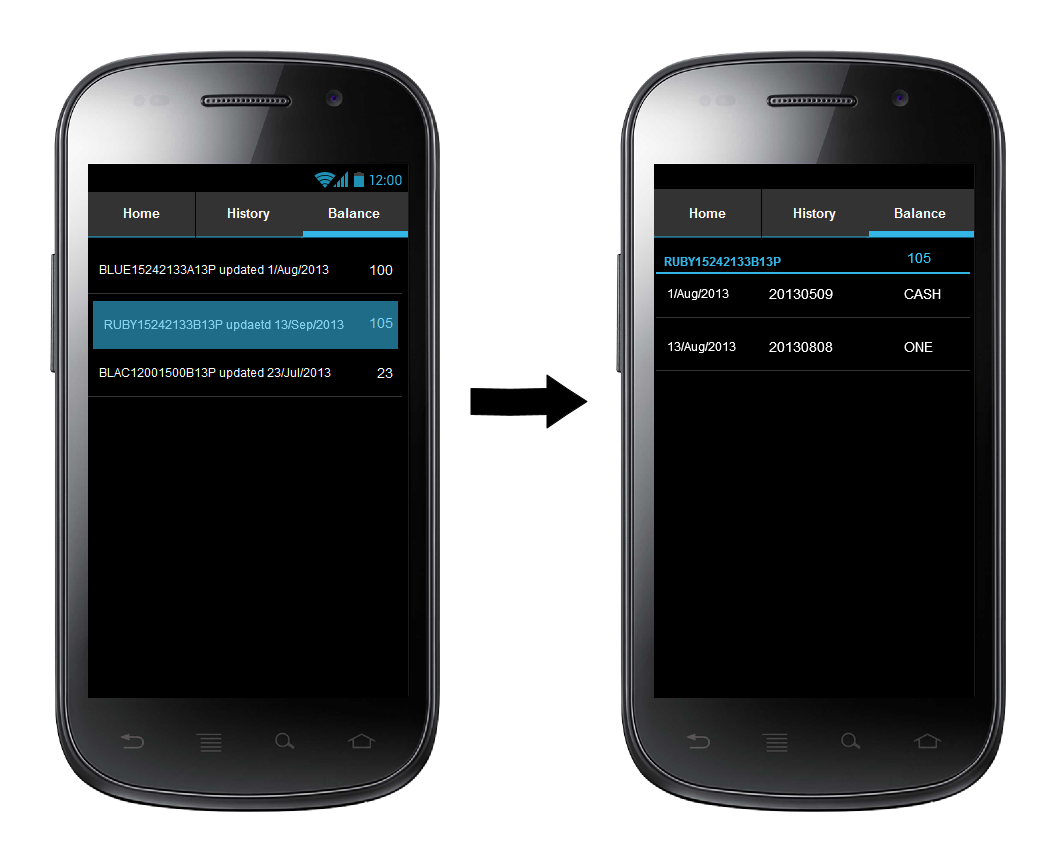 12:00
Home History Balance
BLUE15242133A13P updated 1/Aug/2013 100
RUBY15242133B13P updaetd 13/Sep/2013 105
BLAC12001500B13P updated 23/Jul/2013 23
Home History Balance
RUBY15242133B13P 105
1/Aug/2013 20130509 CASH
13/Aug/2013 20130808 ONE